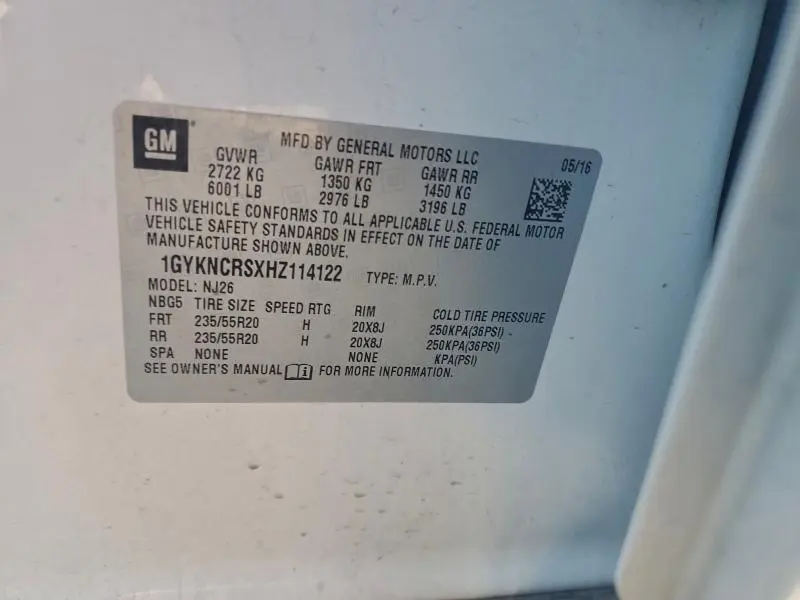 GM
MFD BY GENERAL MOTORS LLC 05/16
GVWR GAWR FRT GAWR RR
2722 KG 1350 KG 1450 KG
6001 LB 2976 LB 3196 LB
THIS VEHICLE CONFORMS TO ALL APPLICABLE U.S. FEDERAL MOTOR
VEHICLE SAFETY STANDARDS IN EFFECT ON THE DATE OF
MANUFACTURE SHOWN ABOVE.
1GYKNCRSXHZ114122 TYPE: M.P.V.
MODEL: NJ26
NBG5 TIRE SIZE SPEED RTG RIM COLD TIRE PRESSURE
FRT 235/55R20 H 20X8J 250KPA(36PSI) -
RR 235/55R20 H 20X8J 250KPA(36PSI)
SPA NONE NONE KPA(PSI)
SEE OWNER'S MANUAL FOR MORE INFORMATION.